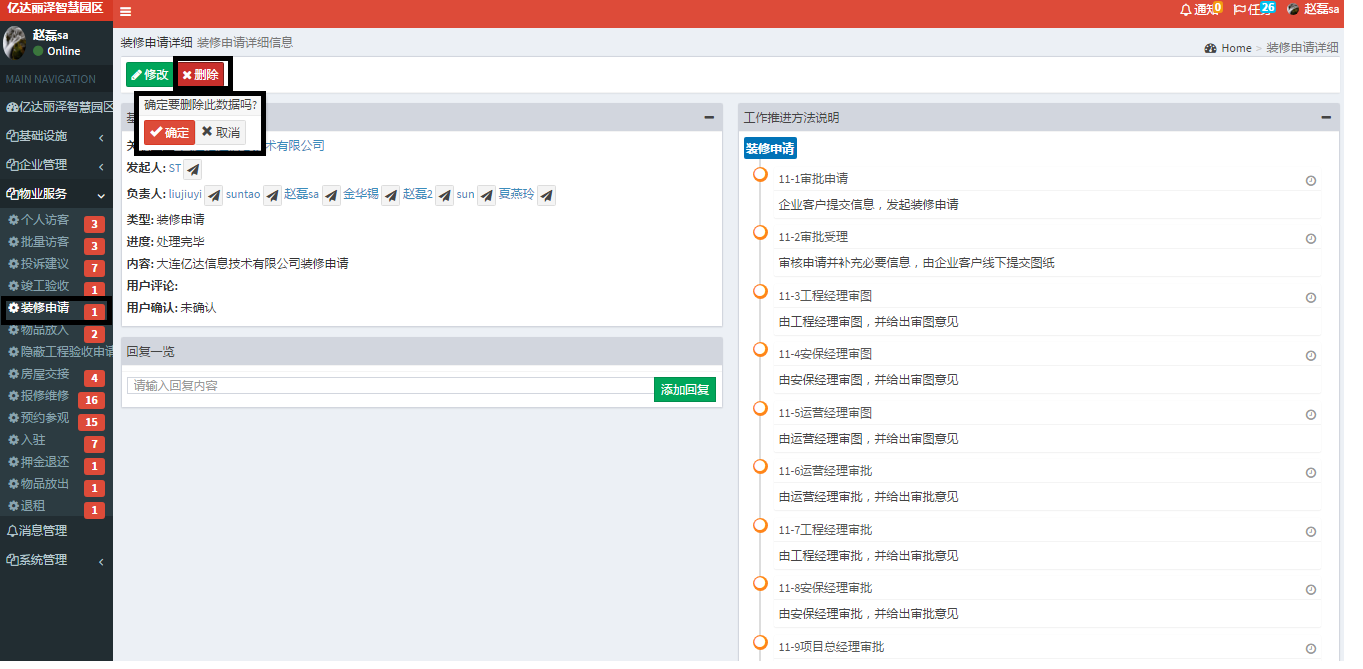 亿达丽泽智慧园区
通知 0
任务 26
赵磊sa
赵磊sa
Online
MAIN NAVIGATION
亿达丽泽智慧园区
基础设施
企业管理
物业服务
个人访客 3
批量访客 3
投诉建议 7
竣工验收 1
装修申请 1
物品放入 2
隐蔽工程验收申请
房屋交接 4
报修维修 16
预约参观 15
入驻 7
押金退还 1
物品放出 1
退租 1
消息管理
系统管理
装修申请详细 装修申请详细信息
Home > 装修申请详细
修改 删除
确定要删除此数据吗?
确定 取消
技术有限公司
发起人: ST
负责人: liujiuyi suntao 赵磊sa 金华锡 赵磊2 sun 夏燕玲
类型: 装修申请
进度: 处理完毕
内容: 大连亿达信息技术有限公司装修申请
用户评论:
用户确认: 未确认
回复一览
请输入回复内容
添加回复
工作推进方法说明
装修申请
11-1审批申请
企业客户提交信息，发起装修申请
11-2审批受理
审核申请并补充必要信息，由企业客户线下提交图纸
11-3工程经理审图
由工程经理审图，并给出审图意见
11-4安保经理审图
由安保经理审图，并给出审图意见
11-5运营经理审图
由运营经理审图，并给出审图意见
11-6运营经理审批
由运营经理审批，并给出审批意见
11-7工程经理审批
由工程经理审批，并给出审批意见
11-8安保经理审批
由安保经理审批，并给出审批意见
11-9项目总经理审批